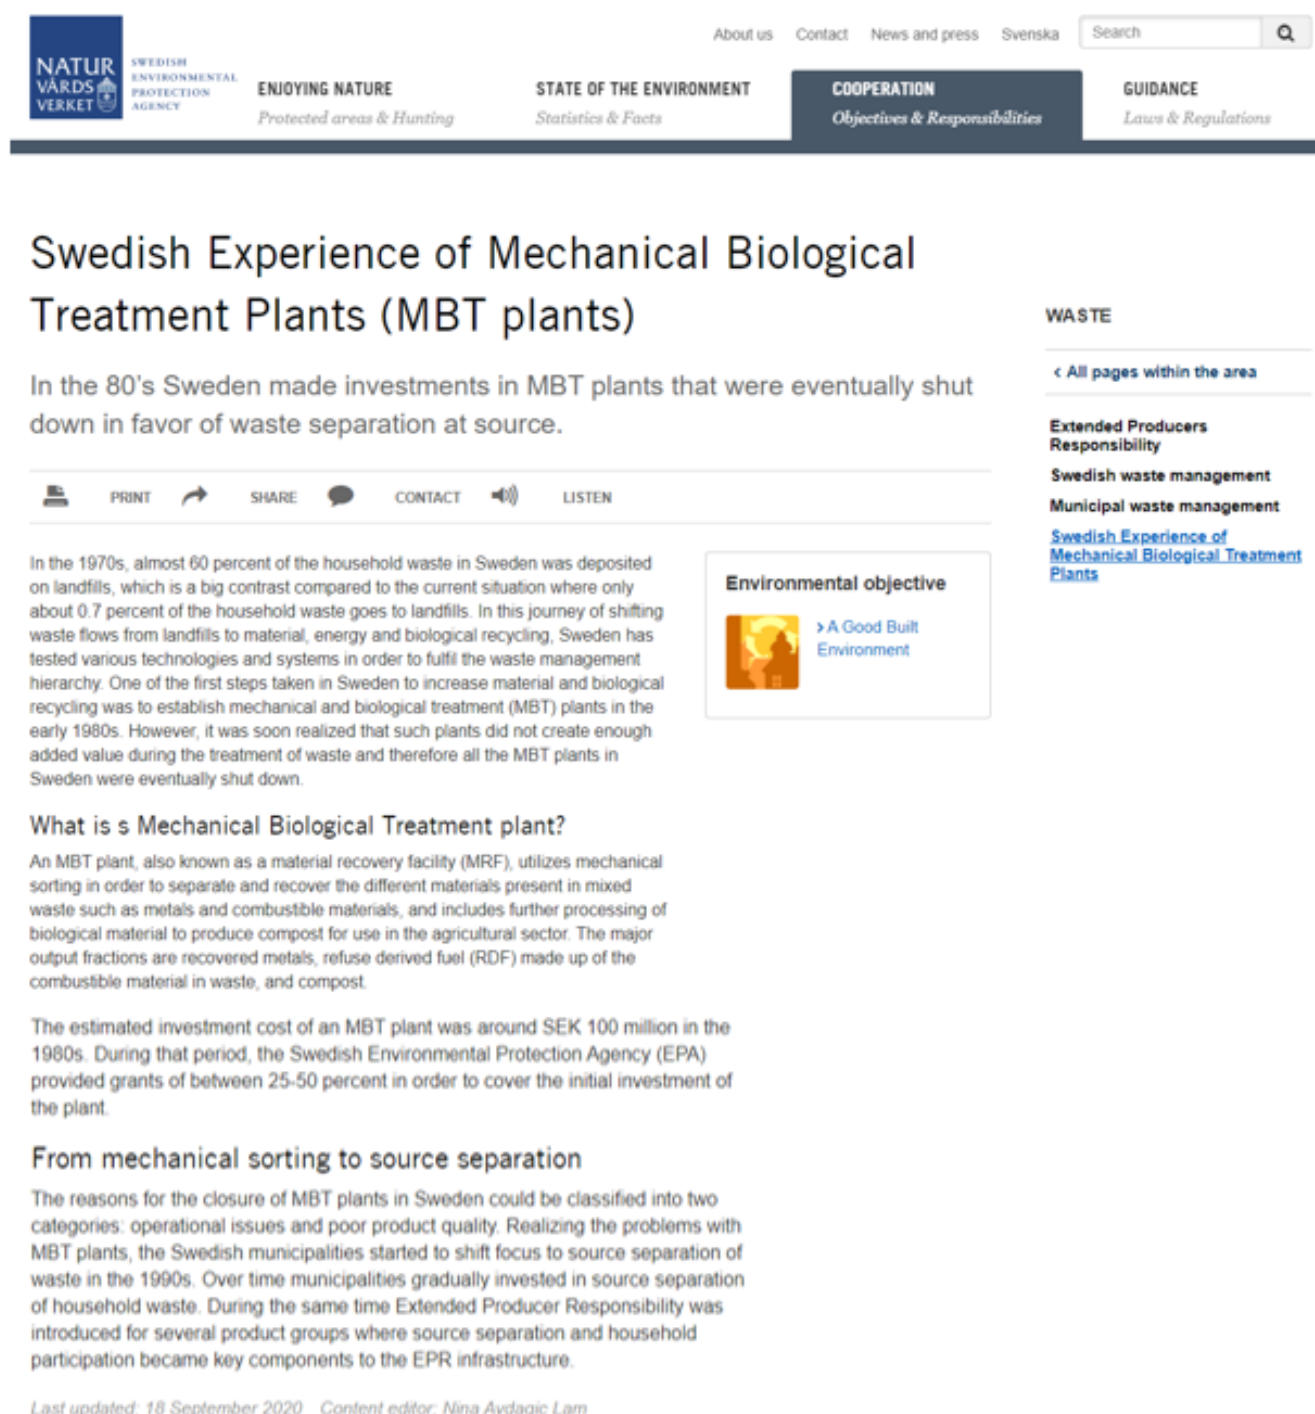 About us Contact News and press Svenska Search
NATUR
VÅRDS
VERKET
SWEDISH
ENVIRONMENTAL
PROTECTION
AGENCY
ENJOYING NATURE
Protected areas & Hunting
STATE OF THE ENVIRONMENT
Statistics & Facts
COOPERATION
Objectives & Responsibilities
GUIDANCE
Laws & Regulations
Swedish Experience of Mechanical Biological
Treatment Plants (MBT plants)
In the 80's Sweden made investments in MBT plants that were eventually shut
down in favor of waste separation at source.
PRINT SHARE CONTACT LISTEN
In the 1970s, almost 60 percent of the household waste in Sweden was deposited
on landfills, which is a big contrast compared to the current situation where only
about 0.7 percent of the household waste goes to landfills. In this journey of shifting
waste flows from landfills to material, energy and biological recycling, Sweden has
tested various technologies and systems in order to fulfil the waste management
hierarchy. One of the first steps taken in Sweden to increase material and biological
recycling was to establish mechanical and biological treatment (MBT) plants in the
early 1980s. However, it was soon realized that such plants did not create enough
added value during the treatment of waste and therefore all the MBT plants in
Sweden were eventually shut down.
What is s Mechanical Biological Treatment plant?
An MBT plant, also known as a material recovery facility (MRF), utilizes mechanical
sorting in order to separate and recover the different materials present in mixed
waste such as metals and combustible materials, and includes further processing of
biological material to produce compost for use in the agricultural sector. The major
output fractions are recovered metals, refuse derived fuel (RDF) made up of the
combustible material in waste, and compost.
The estimated investment cost of an MBT plant was around SEK 100 million in the
1980s. During that period, the Swedish Environmental Protection Agency (EPA)
provided grants of between 25-50 percent in order to cover the initial investment of
the plant.
From mechanical sorting to source separation
The reasons for the closure of MBT plants in Sweden could be classified into two
categories: operational issues and poor product quality. Realizing the problems with
MBT plants, the Swedish municipalities started to shift focus to source separation of
waste in the 1990s. Over time municipalities gradually invested in source separation
of household waste. During the same time Extended Producer Responsibility was
introduced for several product groups where source separation and household
participation became key components to the EPR infrastructure.
Last updated: 18 September 2020 Content editor: Nina Avdagic Lam
Environmental objective
> A Good Built
Environment
WASTE
< All pages within the area
Extended Producers
Responsibility
Swedish waste management
Municipal waste management
Swedish Experience of
Mechanical Biological Treatment
Plants